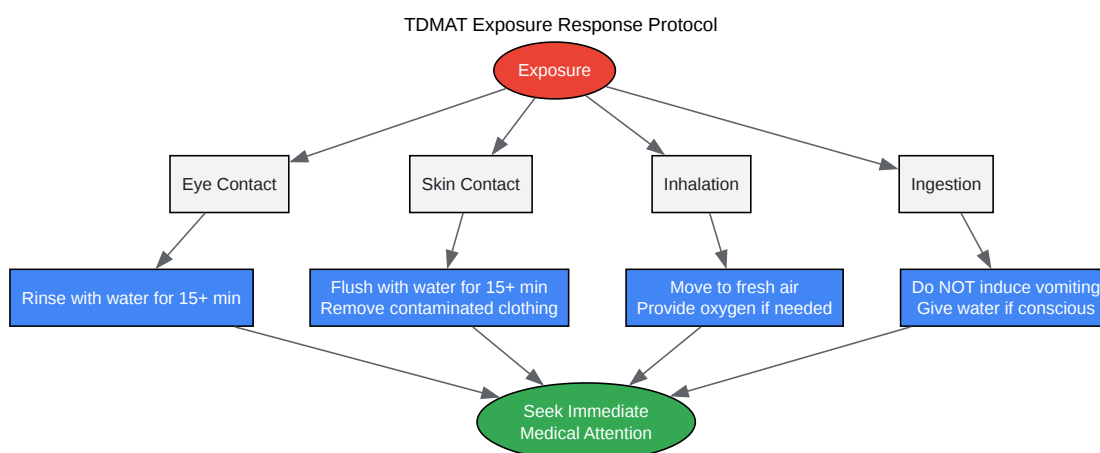 TDMAT Exposure Response Protocol
Exposure
Eye Contact
Skin Contact
Inhalation
Ingestion
Rinse with water for 15+ min
Flush with water for 15+ min
Remove contaminated clothing
Move to fresh air
Provide oxygen if needed
Do NOT induce vomiting
Give water if conscious
Seek Immediate
Medical Attention